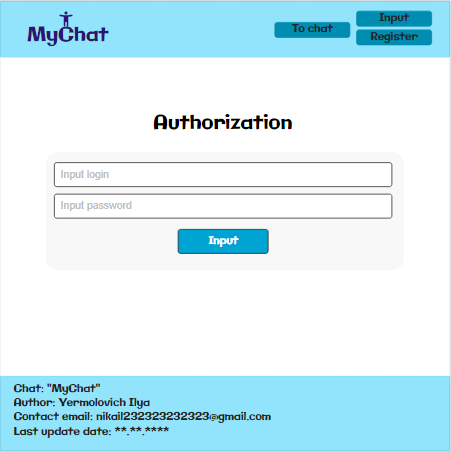 MyChat
To chat
Input
Register
Authorization
Input login
Input password
Input
Chat: "MyChat"
Author: Yermolovich Ilya
Contact email: nikail232323232323@gmail.com
Last update date: **.**.****